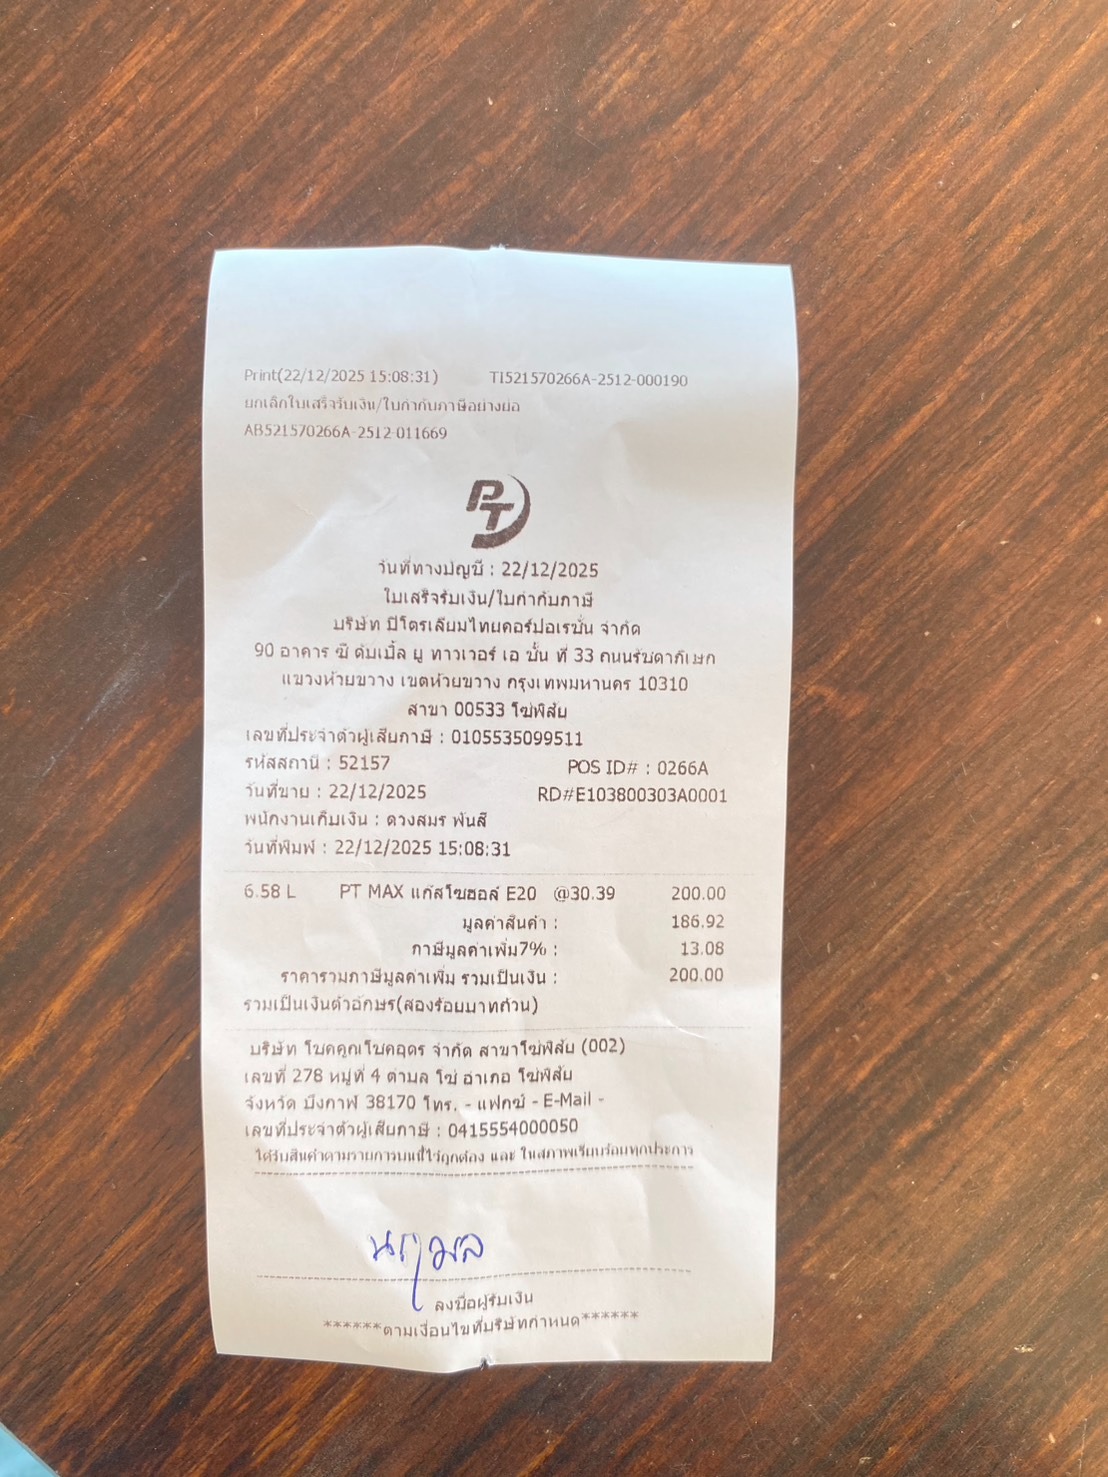 Print(22/12/2025 15:08:31) TI521570266A-2512-000190
ยกเลิกใบเสร็จรับเงิน/ใบกำกับภาษีอย่างย่อ
AB521570266A-2512-011669
PT
วันที่ทางบัญชี : 22/12/2025
ใบเสร็จรับเงิน/ใบกำกับภาษี
บริษัท ปิโตรเลียมไทยคอร์ปอเรชั่น จำกัด
90 อาคาร ซี ดับเบิ้ล ยู ทาวเวอร์ เอ ชั้น ที่ 33 ถนนรัชดาภิเษก
แขวงห้วยขวาง เขตห้วยขวาง กรุงเทพมหานคร 10310
สาขา 00533 โซ่พิสัย
เลขที่ประจำตัวผู้เสียภาษี : 0105535099511
รหัสสถานี : 52157 POS ID# : 0266A
วันที่ขาย : 22/12/2025 RD#E103800303A0001
พนักงานเก็บเงิน : ดวงสมร พันสี
วันที่พิมพ์ : 22/12/2025 15:08:31
6.58 L PT MAX แก๊สโซฮอล์ E20 @30.39 200.00
มูลค่าสินค้า : 186.92
ภาษีมูลค่าเพิ่ม7% : 13.08
ราคารวมภาษีมูลค่าเพิ่ม รวมเป็นเงิน : 200.00
รวมเป็นเงินตัวอักษร(สองร้อยบาทถ้วน)
บริษัท โชคคูณโชคอุดร จำกัด สาขาโซ่พิสัย (002)
เลขที่ 278 หมู่ที่ 4 ตำบล โซ่ อำเภอ โซ่พิสัย
จังหวัด บึงกาฬ 38170 โทร. - แฟกซ์ - E-Mail -
เลขที่ประจำตัวผู้เสียภาษี : 0415554000050
ได้รับสินค้าตามรายการบนนี้ไว้ถูกต้อง และ ในสภาพเรียบร้อยทุกประการ
นฤมล
ลงชื่อผู้รับเงิน
******ตามเงื่อนไขที่บริษัทกำหนด******